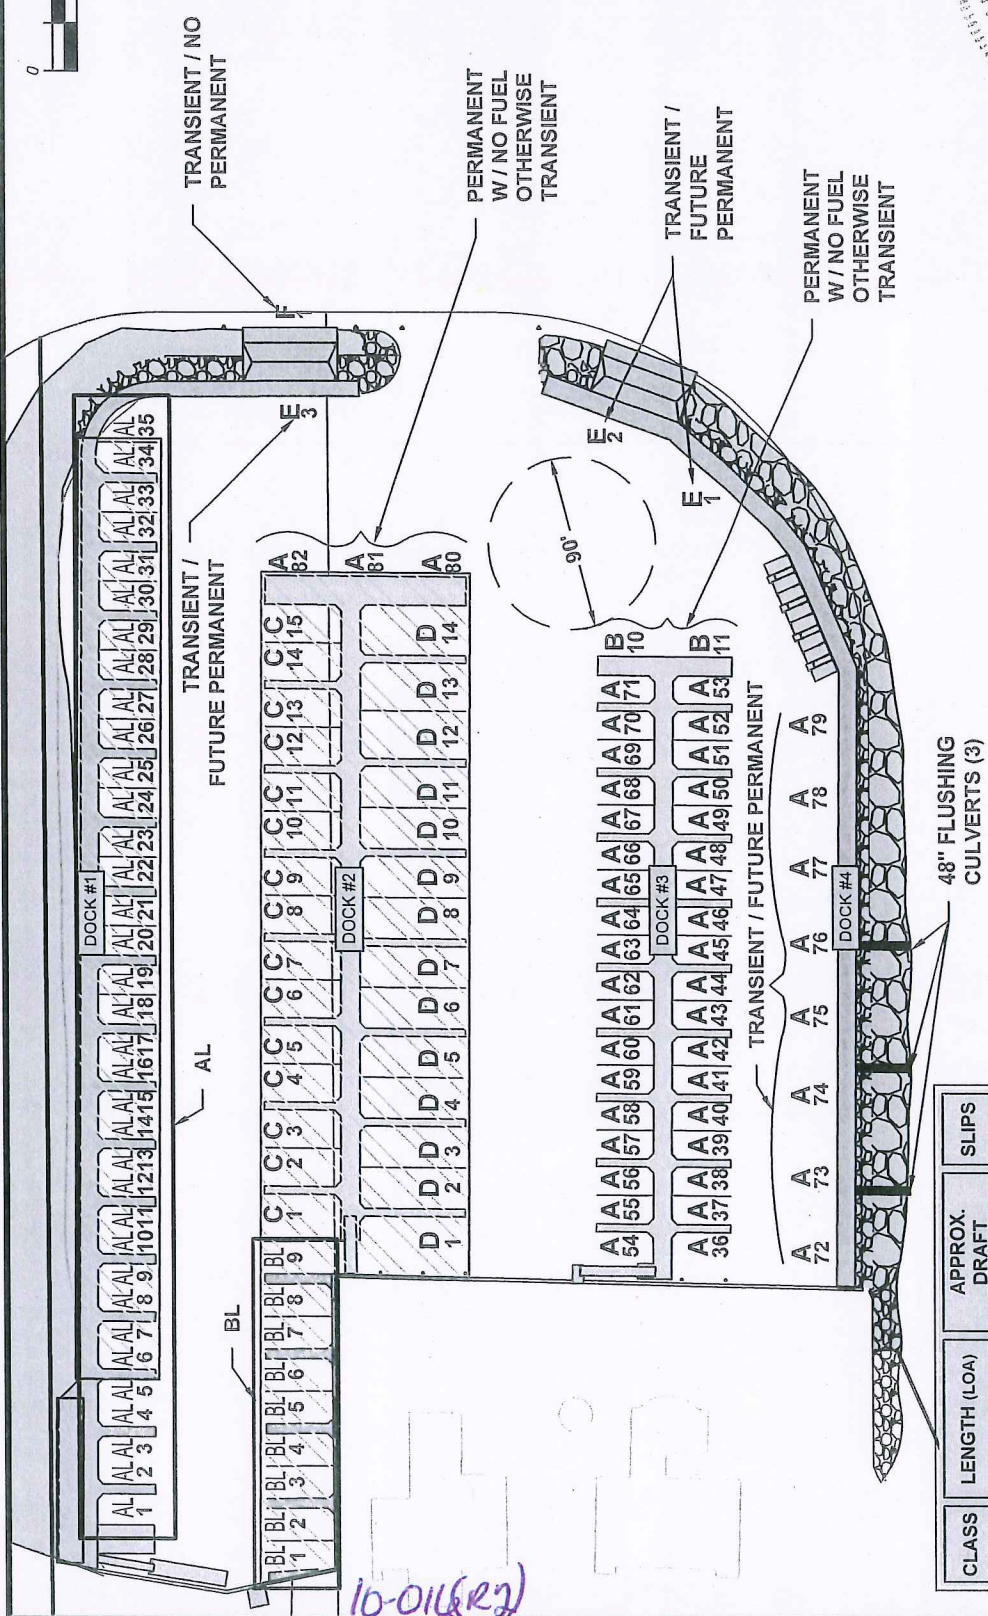 0
TRANSIENT / NO
PERMANENT
F
DOCK #1
AL AL AL AL AL AL AL AL AL AL AL AL AL AL AL AL AL AL AL AL AL AL AL AL AL AL AL AL AL AL AL AL AL AL AL
1 2 3 4 5 6 7 8 9 10 11 12 13 14 15 16 17 18 19 20 21 22 23 24 25 26 27 28 29 30 31 32 33 34 35
AL
TRANSIENT /
FUTURE PERMANENT
E
3
BL
BL BL BL BL BL BL BL BL BL
1 2 3 4 5 6 7 8 9
C C C C C C C C C C C C C C C
1 2 3 4 5 6 7 8 9 10 11 12 13 14 15
DOCK #2
D D D D D D D D D D D D D D
1 2 3 4 5 6 7 8 9 10 11 12 13 14
A
82
A
81
A
80
PERMANENT
W / NO FUEL
OTHERWISE
TRANSIENT
90'
E
2
E
1
TRANSIENT /
FUTURE
PERMANENT
A A A A A A A A A A A A A A A A A A
54 55 56 57 58 59 60 61 62 63 64 65 66 67 68 69 70 71
B
10
DOCK #3
A A A A A A A A A A A A A A A A A A
36 37 38 39 40 41 42 43 44 45 46 47 48 49 50 51 52 53
B
11
PERMANENT
W / NO FUEL
OTHERWISE
TRANSIENT
TRANSIENT / FUTURE PERMANENT
A A A A A A A A
72 73 74 75 76 77 78 79
DOCK #4
48" FLUSHING
CULVERTS (3)
CLASS LENGTH (LOA) APPROX. DRAFT SLIPS